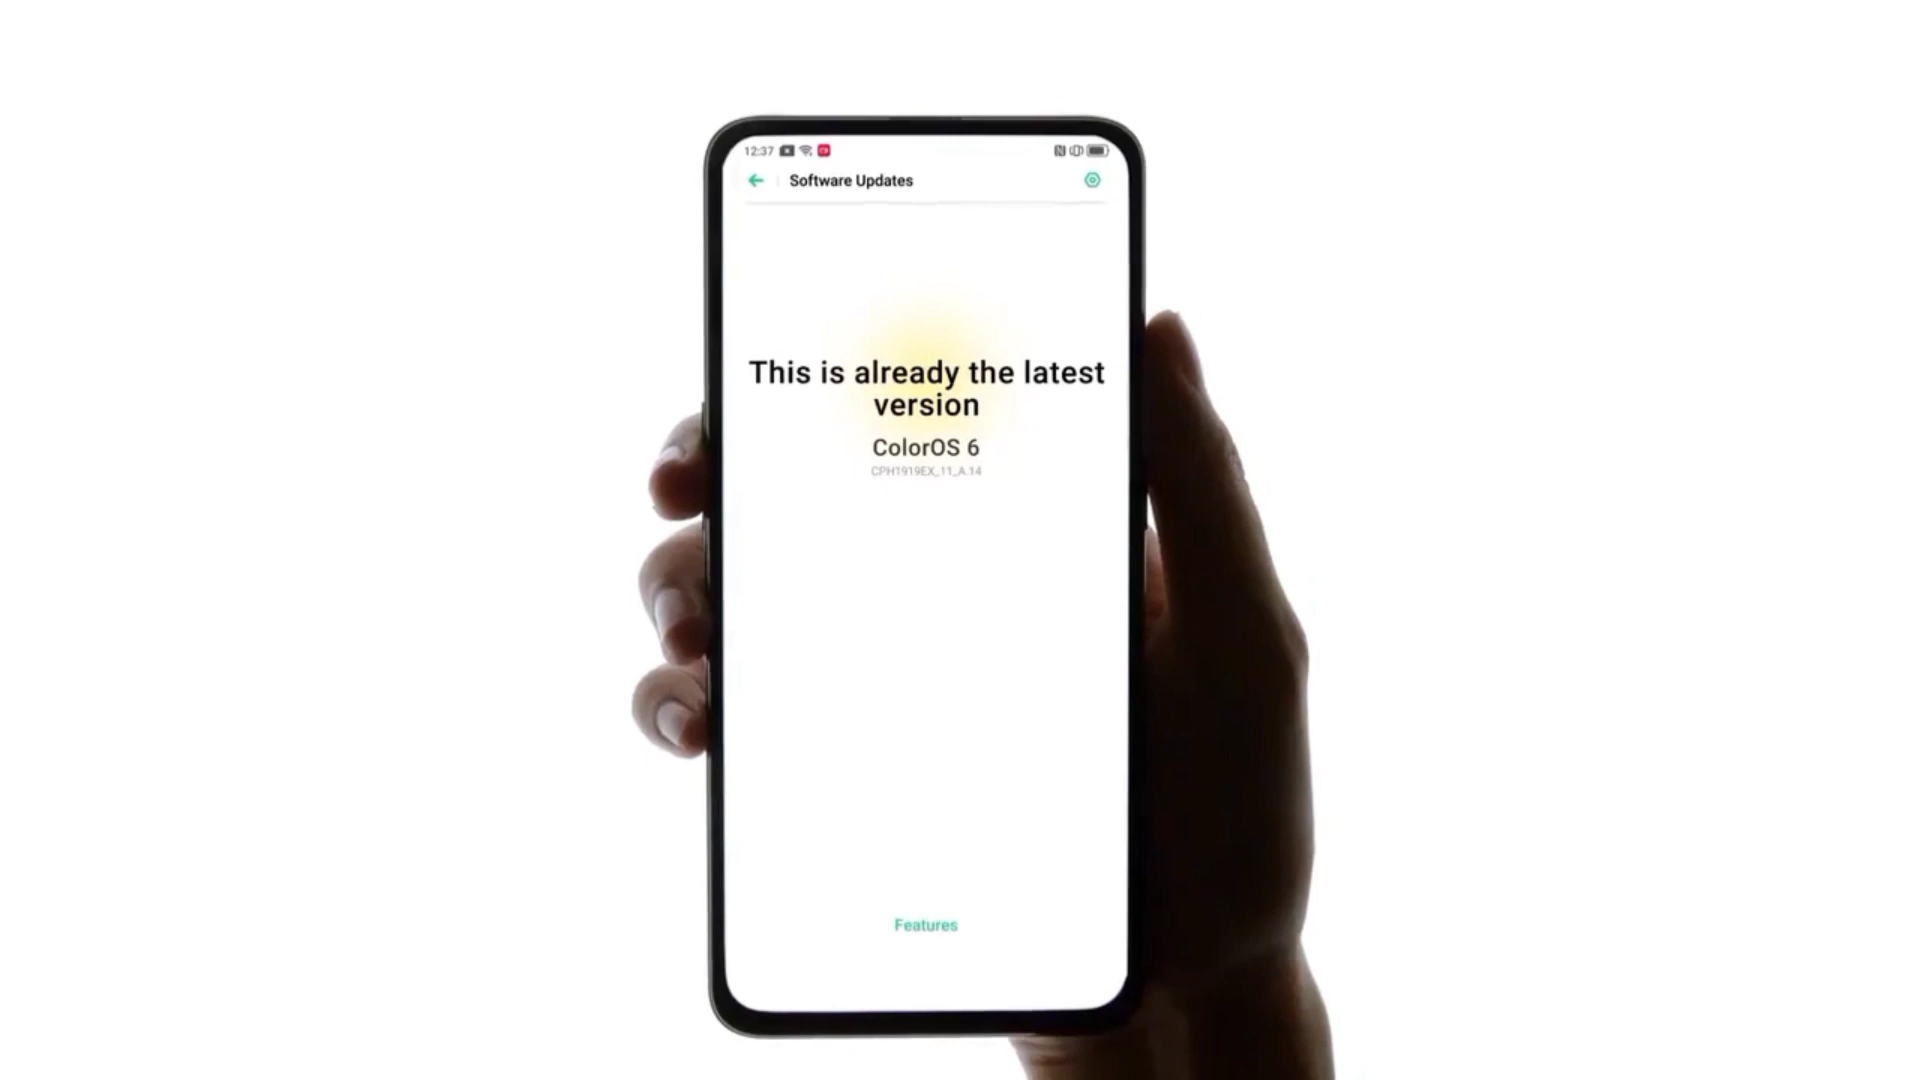 12:37
Software Updates
This is already the latest
version
ColorOS 6
CPH1919EX_11_A.14
Features